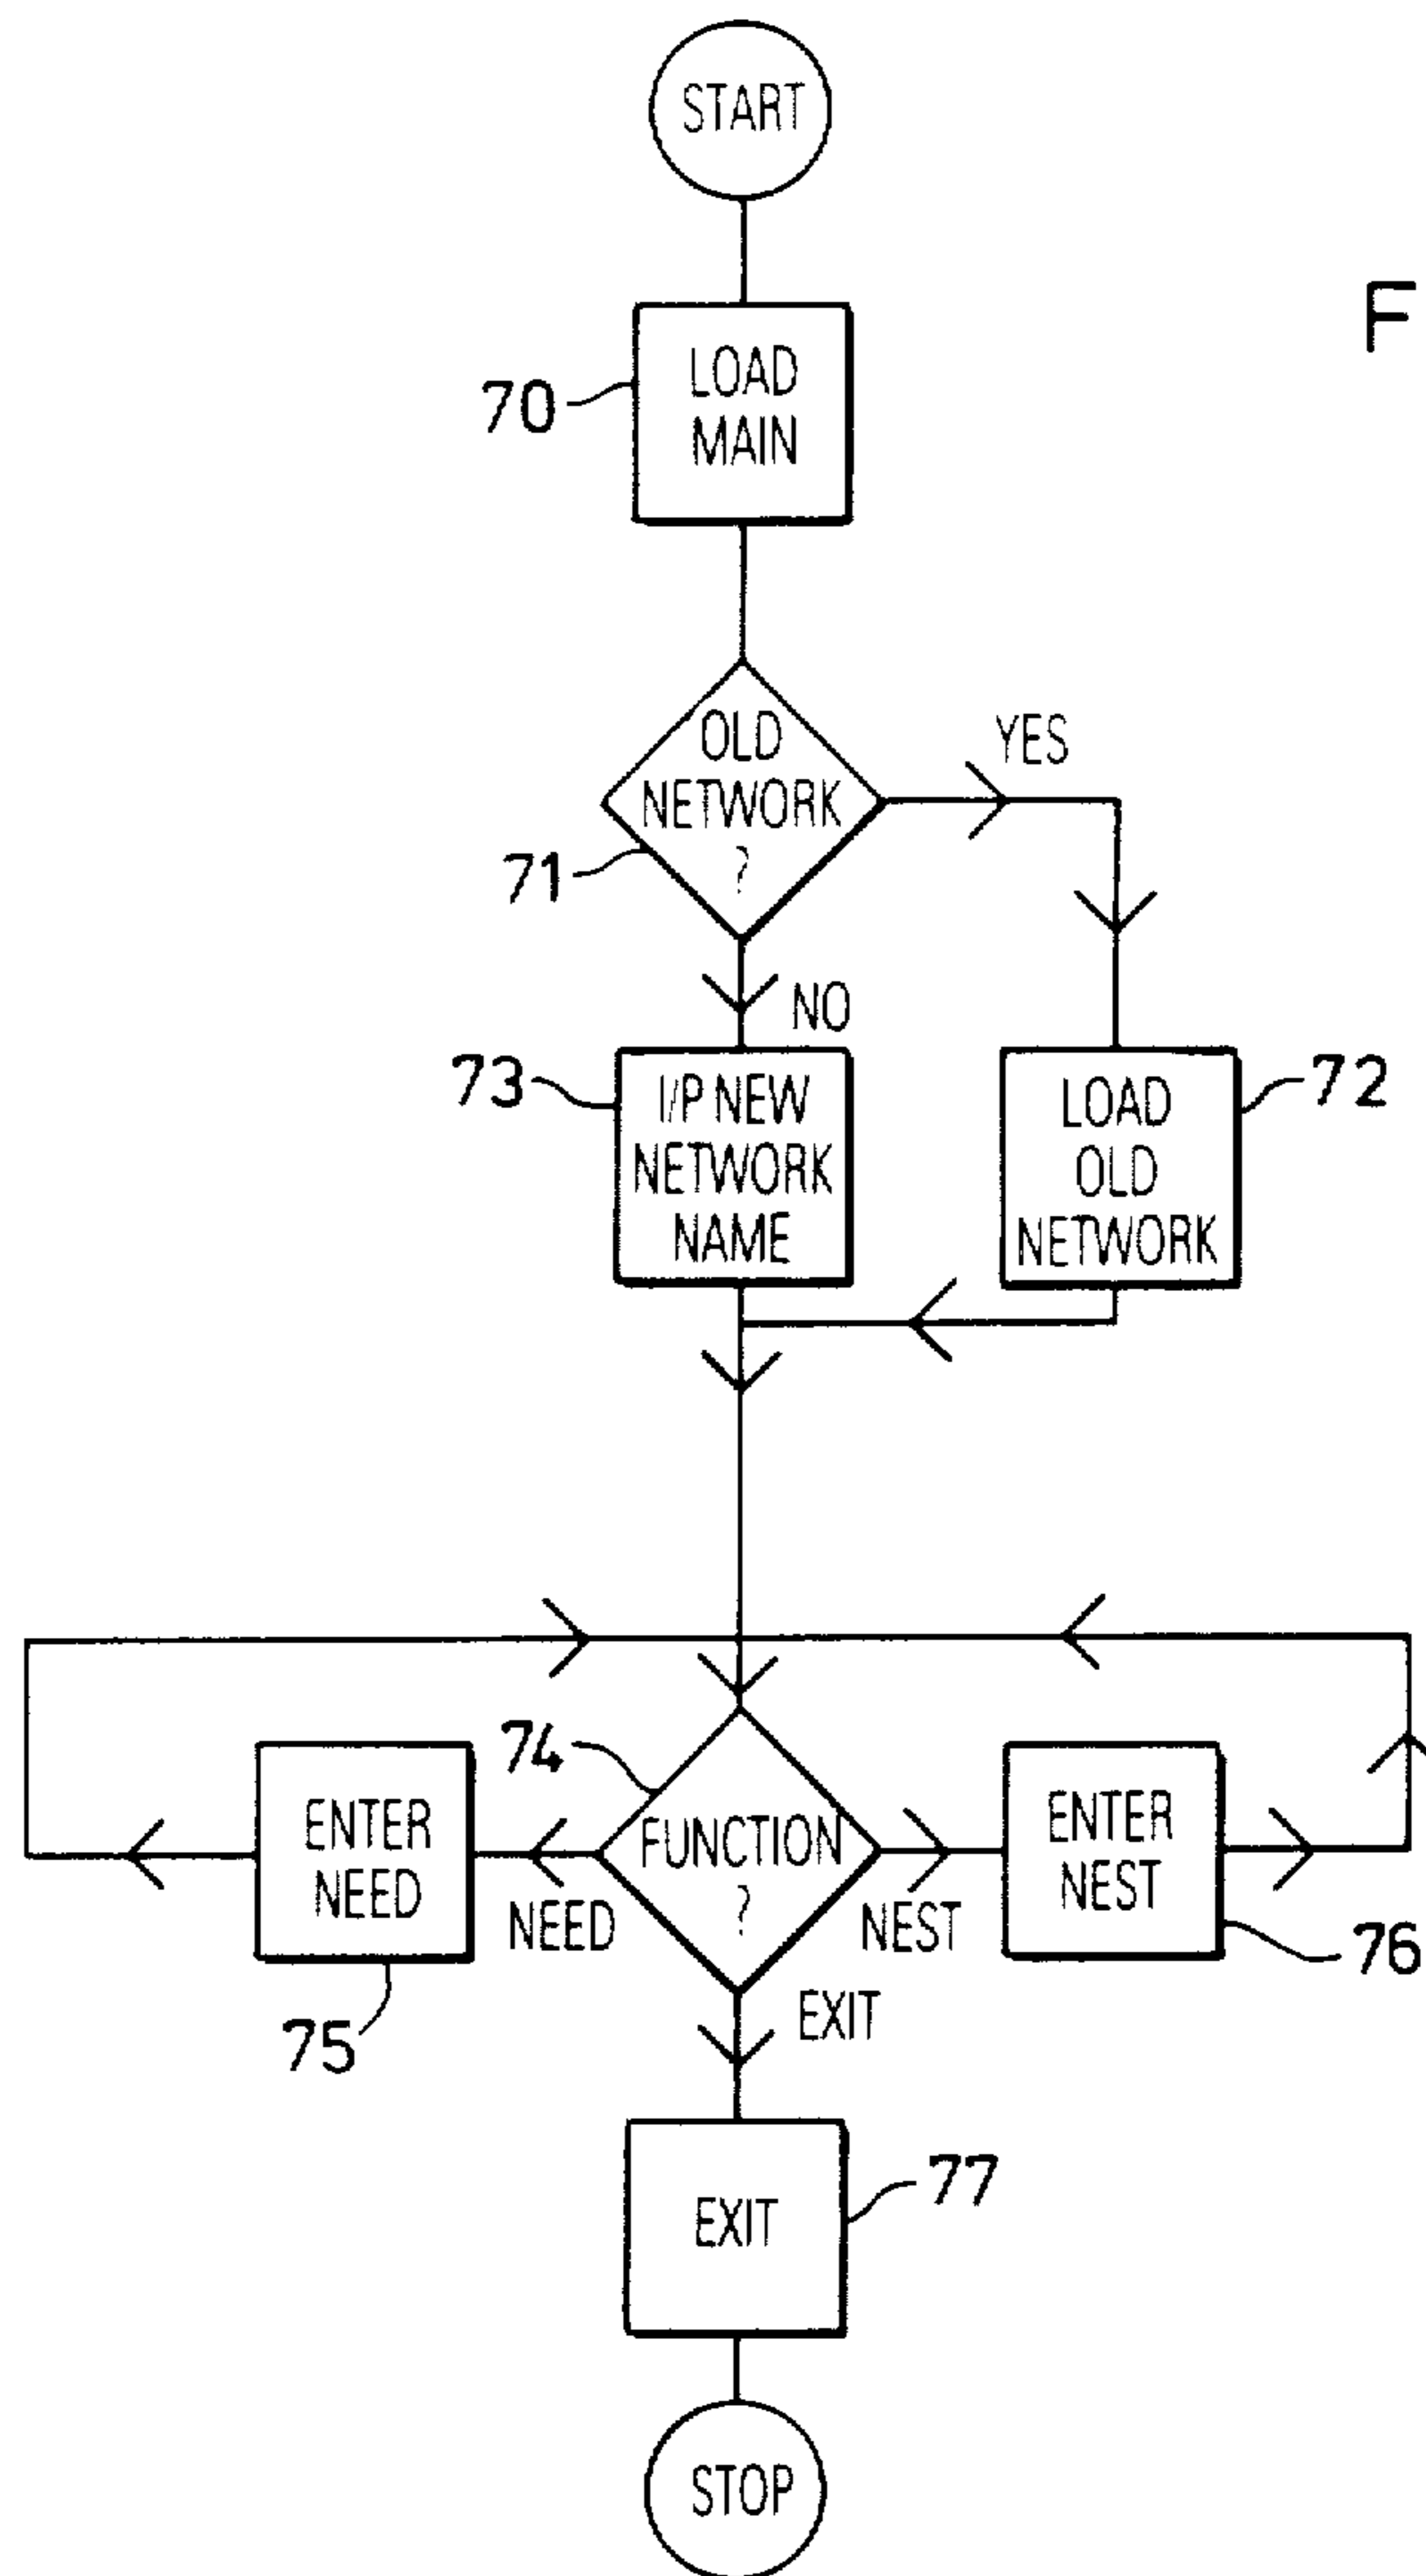 START
F
70
LOAD
MAIN
OLD
NETWORK
?
YES
71
NO
73
I/P NEW
NETWORK
NAME
LOAD
OLD
NETWORK
72
74
ENTER
NEED
FUNCTION
?
ENTER
NEST
NEED
NEST
75
76
EXIT
EXIT
77
STOP